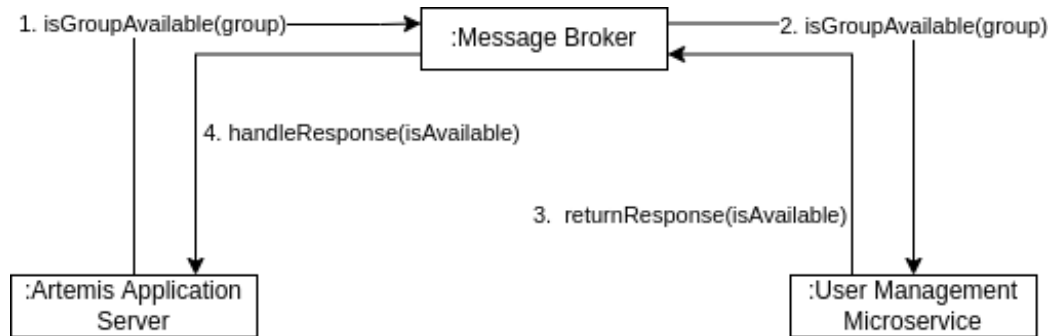 1. isGroupAvailable(group)
:Message Broker
2. isGroupAvailable(group)
4. handleResponse(isAvailable)
3. returnResponse(isAvailable)
:Artemis Application
Server
:User Management
Microservice